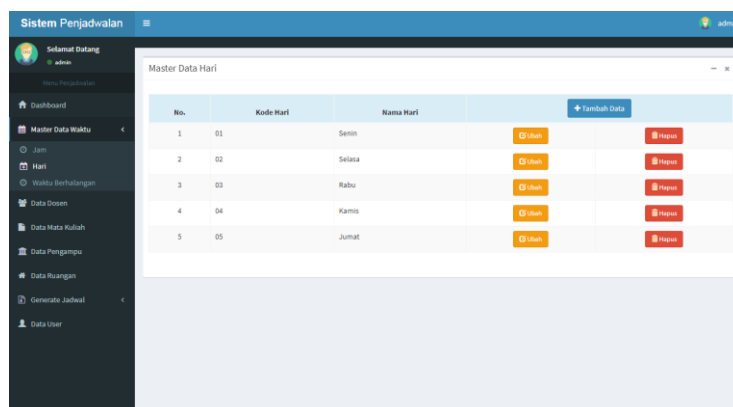 Sistem Penjadwalan
Selamat Datang
admin
Menu Penjadwalan
Dashboard
Master Data Waktu
Jam
Hari
Waktu Berhalangan
Data Dosen
Data Mata Kuliah
Data Pengampu
Data Ruangan
Generate Jadwal
Data User
adm
Master Data Hari
No. Kode Hari Nama Hari Tambah Data
1 01 Senin Ubah Hapus
2 02 Selasa Ubah Hapus
3 03 Rabu Ubah Hapus
4 04 Kamis Ubah Hapus
5 05 Jumat Ubah Hapus